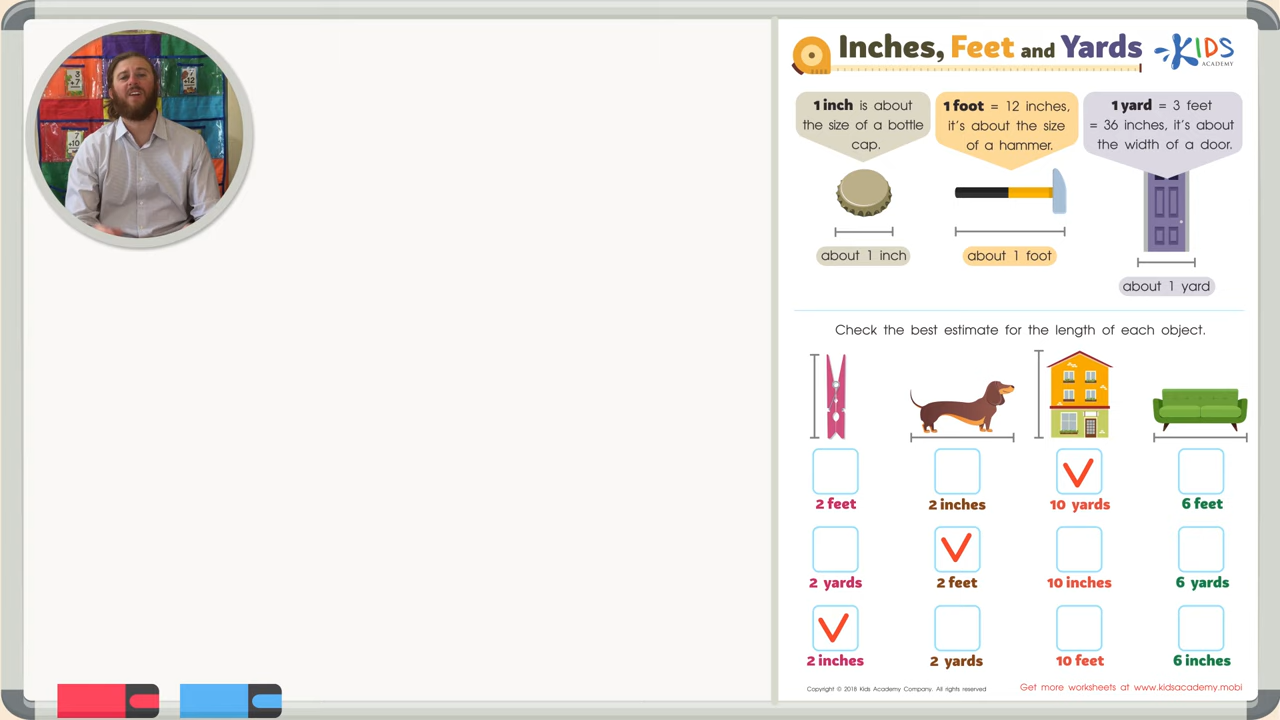 Inches, Feet and Yards
KIDS
ACADEMY
1 inch is about
the size of a bottle
cap.
1 foot = 12 inches,
it's about the size
of a hammer.
1 yard = 3 feet
= 36 inches, it's about
the width of a door.
about 1 inch
about 1 foot
about 1 yard
Check the best estimate for the length of each object.
2 feet
2 inches
10 yards
6 feet
2 yards
2 feet
10 inches
6 yards
2 inches
2 yards
10 feet
6 inches
Copyright © 2018 Kids Academy Company. All rights reserved
Get more worksheets at www.kidsacademy.mobi